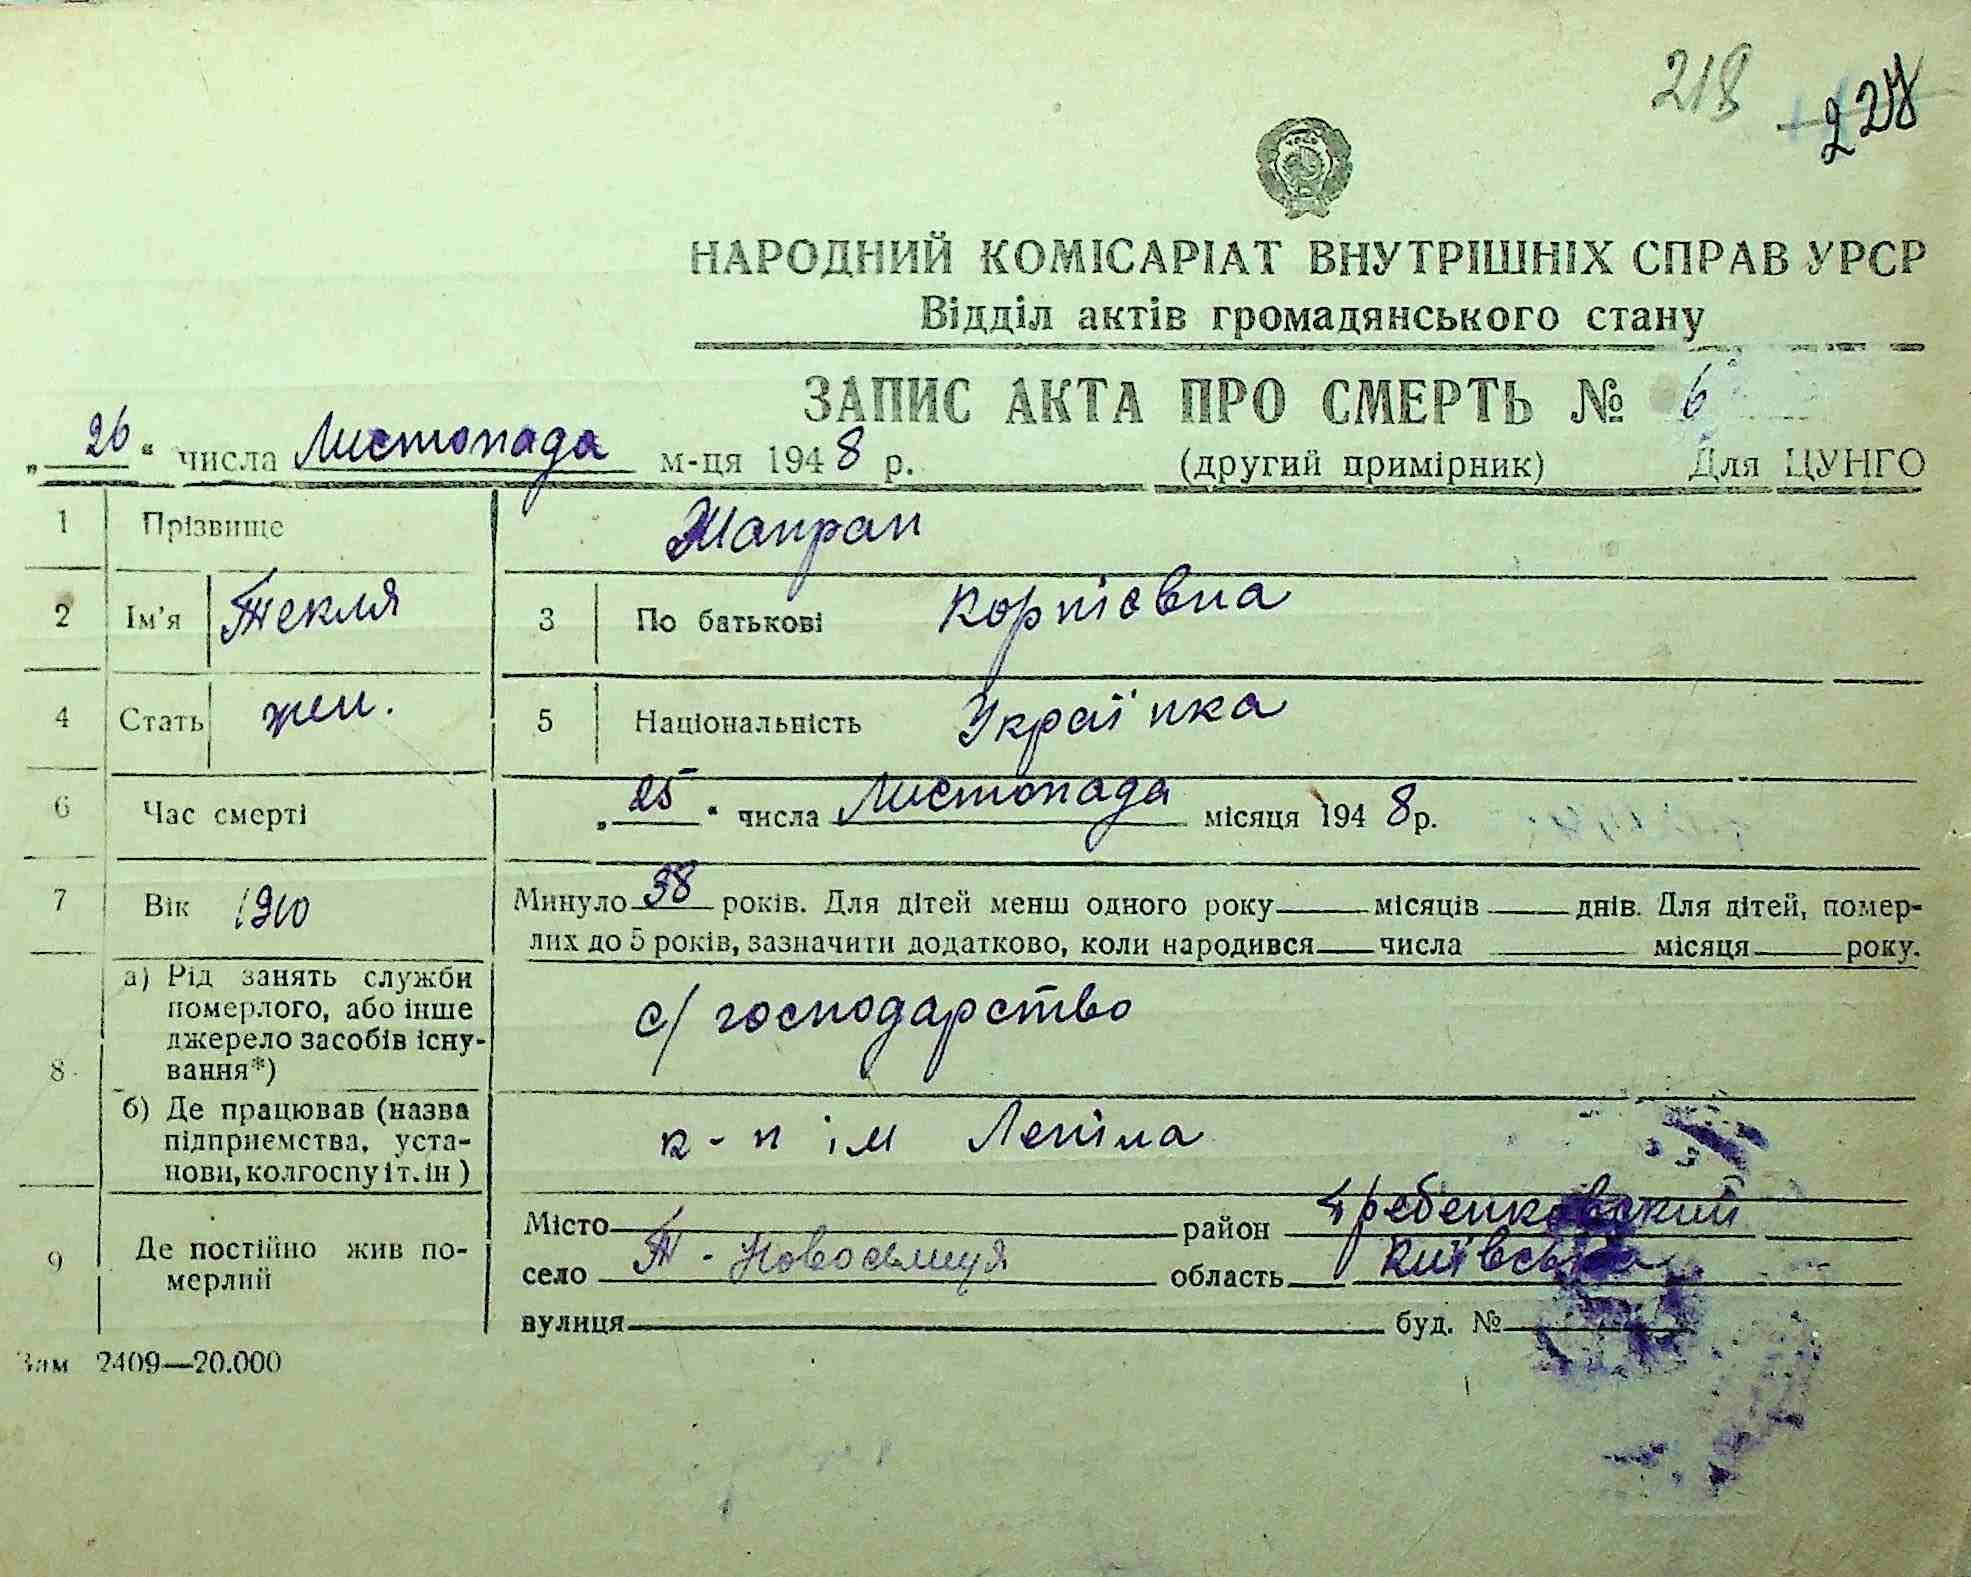 218
227
НАРОДНИЙ КОМІСАРІАТ ВНУТРІШНІХ СПРАВ УРСР
Відділ актів громадянського стану
ЗАПИС АКТА ПРО СМЕРТЬ № 6
„26“ числа Листопада м-ця 1948 р. (другий примірник) Для ЦУНГО
1 Прізвище Шапран
2 Ім'я Текля 3 По батькові Корнієвна
4 Стать жен. 5 Національність Українка
6 Час смерті „25“ числа Листопада місяця 1948 р.
7 Вік 1910 Минуло 38 років. Для дітей менш одного року місяців днів. Для дітей, помер-
лих до 5 років, зазначити додатково, коли народився числа місяця року.
8 а) Рід занять служби
померлого, або інше
джерело засобів існу-
вання*)
с/господарство
б) Де працював (назва
підприємства, уста-
нови, колгоспу і т. ін)
к-п ім Леніна
9 Де постійно жив по-
мерлий
Місто район Гребенковский
село Т-Новоселиця область Київська
вулиця буд. №
Зам 2409—20.000